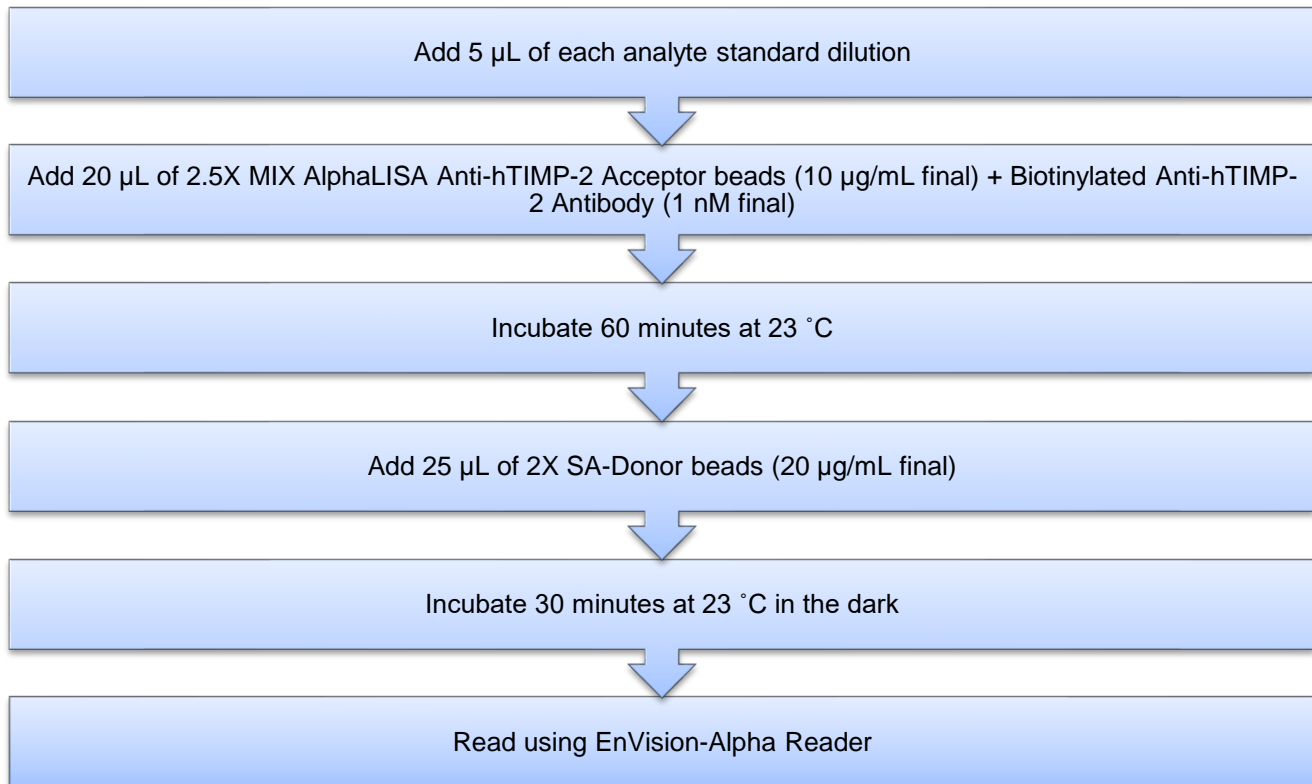 Add 5 µL of each analyte standard dilution
Add 20 µL of 2.5X MIX AlphaLISA Anti-hTIMP-2 Acceptor beads (10 µg/mL final) + Biotinylated Anti-hTIMP-
2 Antibody (1 nM final)
Incubate 60 minutes at 23 ˚C
Add 25 µL of 2X SA-Donor beads (20 µg/mL final)
Incubate 30 minutes at 23 ˚C in the dark
Read using EnVision-Alpha Reader